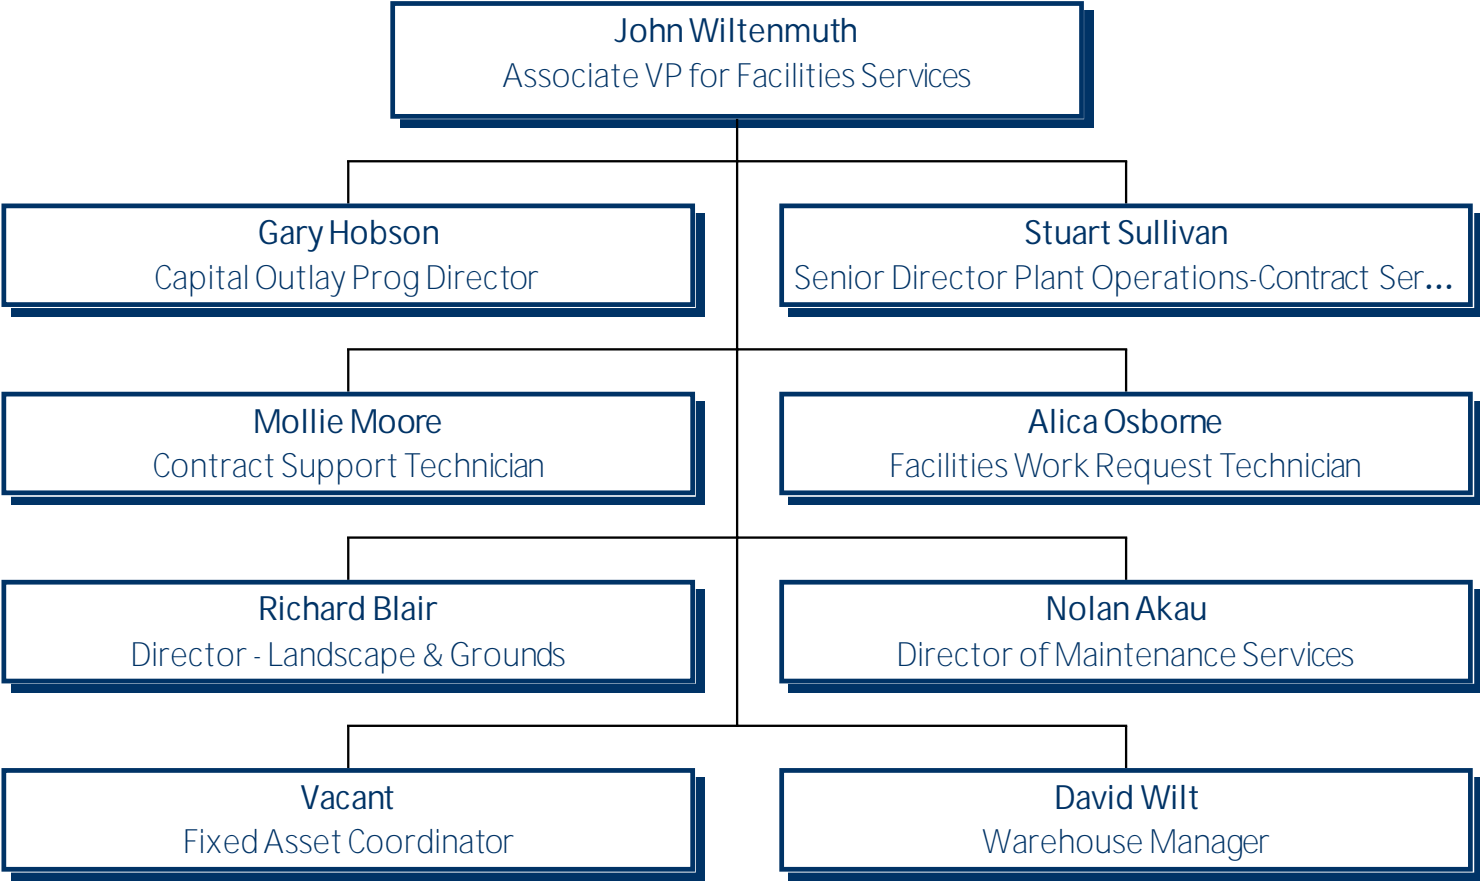 John Wiltenmuth
Associate VP for Facilities Services
Gary Hobson
Capital Outlay Prog Director
Stuart Sullivan
Senior Director Plant Operations-Contract Ser...
Mollie Moore
Contract Support Technician
Alica Osborne
Facilities Work Request Technician
Richard Blair
Director - Landscape & Grounds
Nolan Akau
Director of Maintenance Services
Vacant
Fixed Asset Coordinator
David Wilt
Warehouse Manager